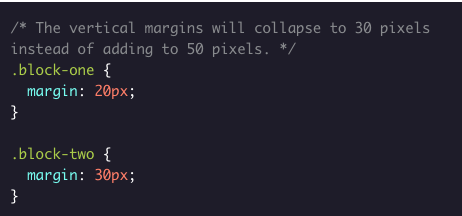 /* The vertical margins will collapse to 30 pixels
instead of adding to 50 pixels. */
.block-one {
  margin: 20px;
}

.block-two {
  margin: 30px;
}